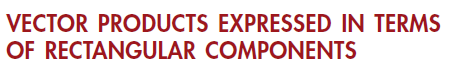 VECTOR PRODUCTS EXPRESSED IN TERMS
OF RECTANGULAR COMPONENTS